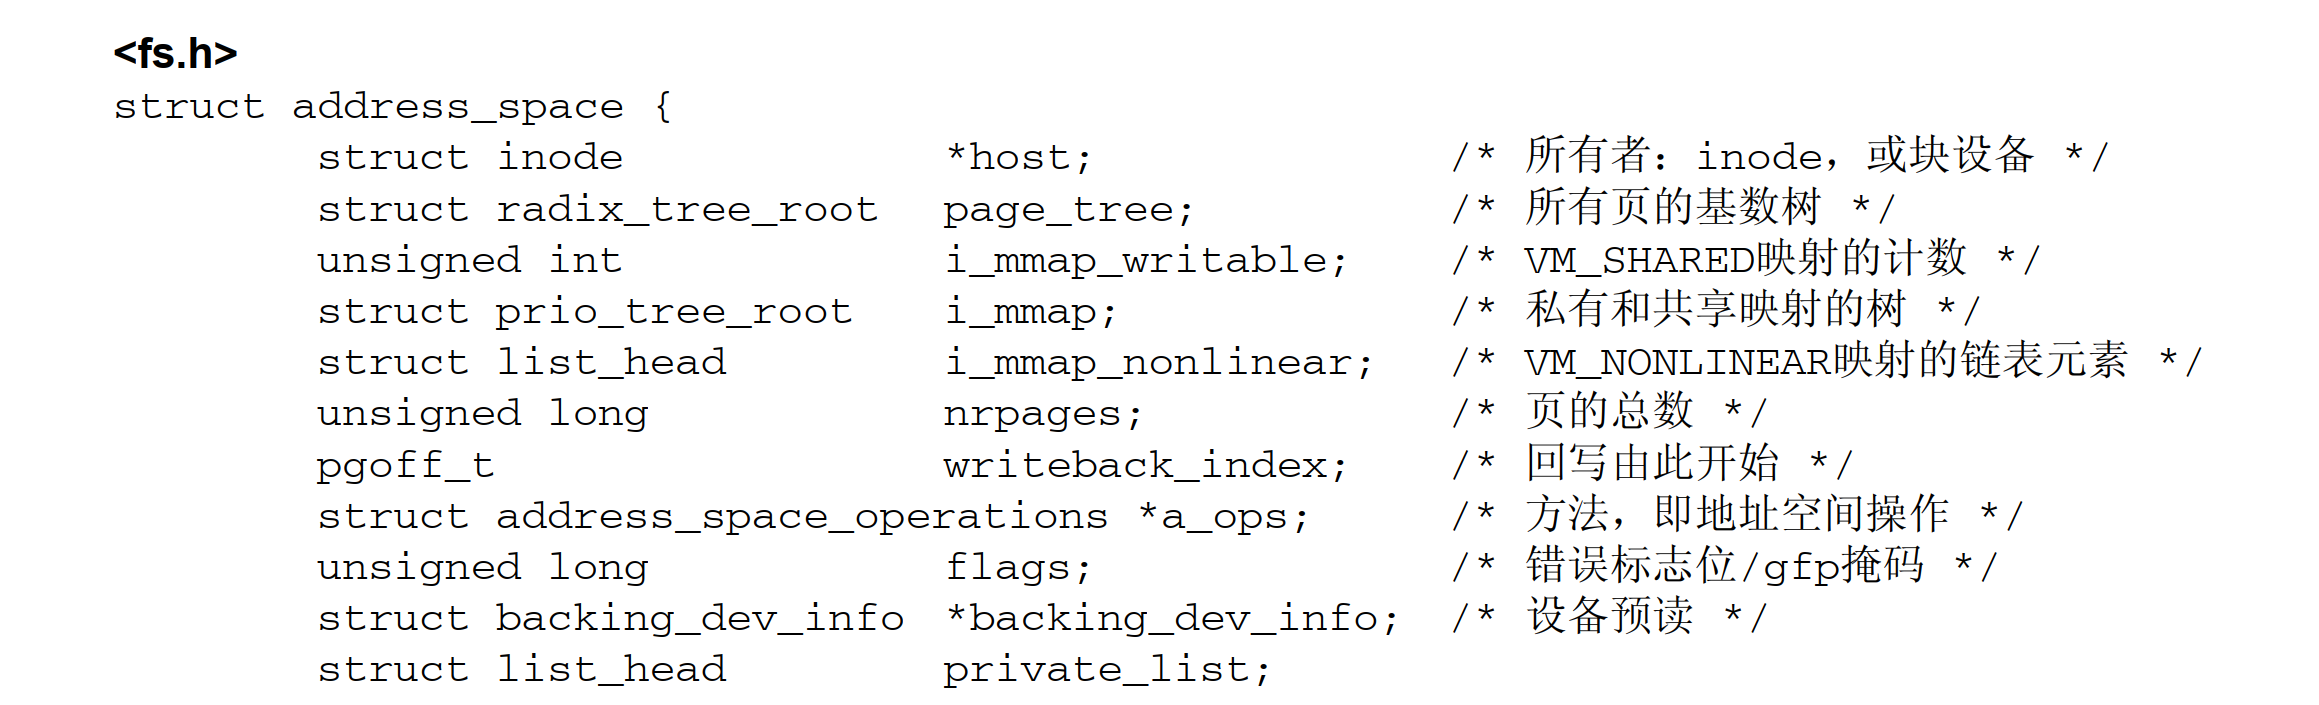 <fs.h>
struct address_space {
struct inode *host; /* 所有者：inode，或块设备 */
struct radix_tree_root page_tree; /* 所有页的基数树 */
unsigned int i_mmap_writable; /* VM_SHARED映射的计数 */
struct prio_tree_root i_mmap; /* 私有和共享映射的树 */
struct list_head i_mmap_nonlinear; /* VM_NONLINEAR映射的链表元素 */
unsigned long nrpages; /* 页的总数 */
pgoff_t writeback_index; /* 回写由此开始 */
struct address_space_operations *a_ops; /* 方法，即地址空间操作 */
unsigned long flags; /* 错误标志位/gfp掩码 */
struct backing_dev_info *backing_dev_info; /* 设备预读 */
struct list_head private_list;